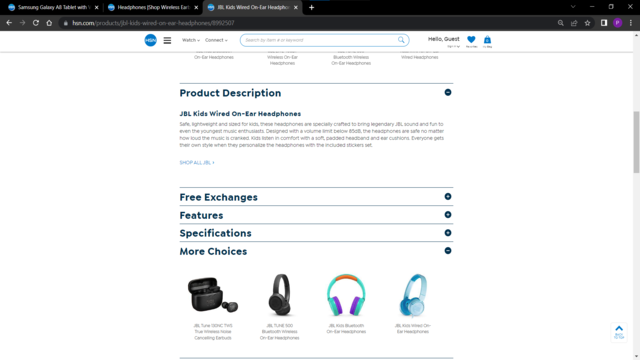 Samsung Galaxy A8 Tablet with V
Headphones | Shop Wireless Earb
JBL Kids Wired On-Ear Headphon
hsn.com/products/jbl-kids-wired-on-ear-headphones/8992507
HSN
Watch
Connect
Search by item # or keyword
Hello, Guest
On-Ear Headphones
Wireless On-Ear Headphones
Bluetooth Wireless On-Ear Headphones
Wired Headphones
Product Description
JBL Kids Wired On-Ear Headphones
Safe, lightweight and sized for kids, these headphones are specially crafted to bring legendary JBL sound and fun to
even the youngest music enthusiasts. Designed with a volume limit below 85dB, the headphones are safe no matter
how loud the music is cranked. Kids listen in comfort with a soft, padded headband and ear cushions. Everyone gets
their own style when they personalize the headphones with the included stickers set.
SHOP ALL JBL >
Free Exchanges
Features
Specifications
More Choices
JBL Tune 130NC TWS
True Wireless Noise
Cancelling Earbuds
JBL TUNE 500
Bluetooth Wireless
On-Ear Headphones
JBL Kids Bluetooth
On-Ear Headphones
JBL Kids Wired On-
Ear Headphones
BACK
TO TOP